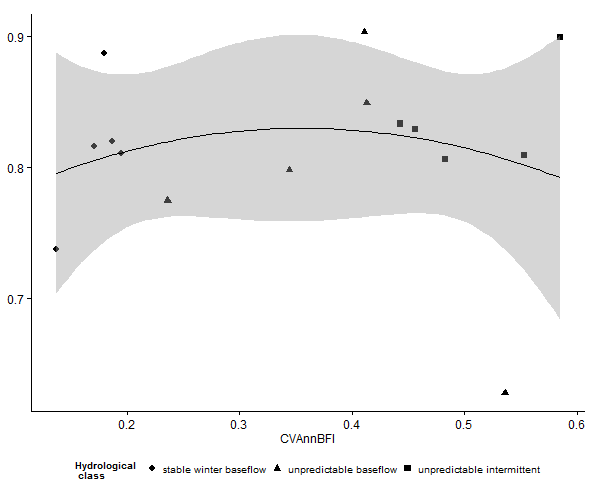 0.9
0.8
0.7
0.2 0.3 0.4 0.5 0.6
CVAnnBFI
Hydrological
class
stable winter baseflow unpredictable baseflow unpredictable intermittent